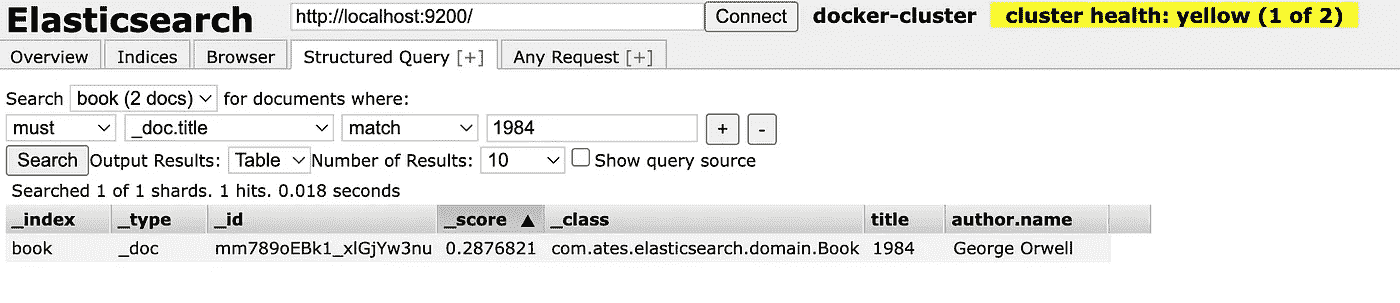 Elasticsearch http://localhost:9200/ Connect docker-cluster cluster health: yellow (1 of 2)
Overview Indices Browser Structured Query [+] Any Request [+]
Search book (2 docs) for documents where:
must _doc.title match 1984 + -
Search Output Results: Table Number of Results: 10 Show query source
Searched 1 of 1 shards. 1 hits. 0.018 seconds
_index _type _id _score ▲ _class title author.name
book _doc mm789oEBk1_xlGjYw3nu 0.2876821 com.ates.elasticsearch.domain.Book 1984 George Orwell